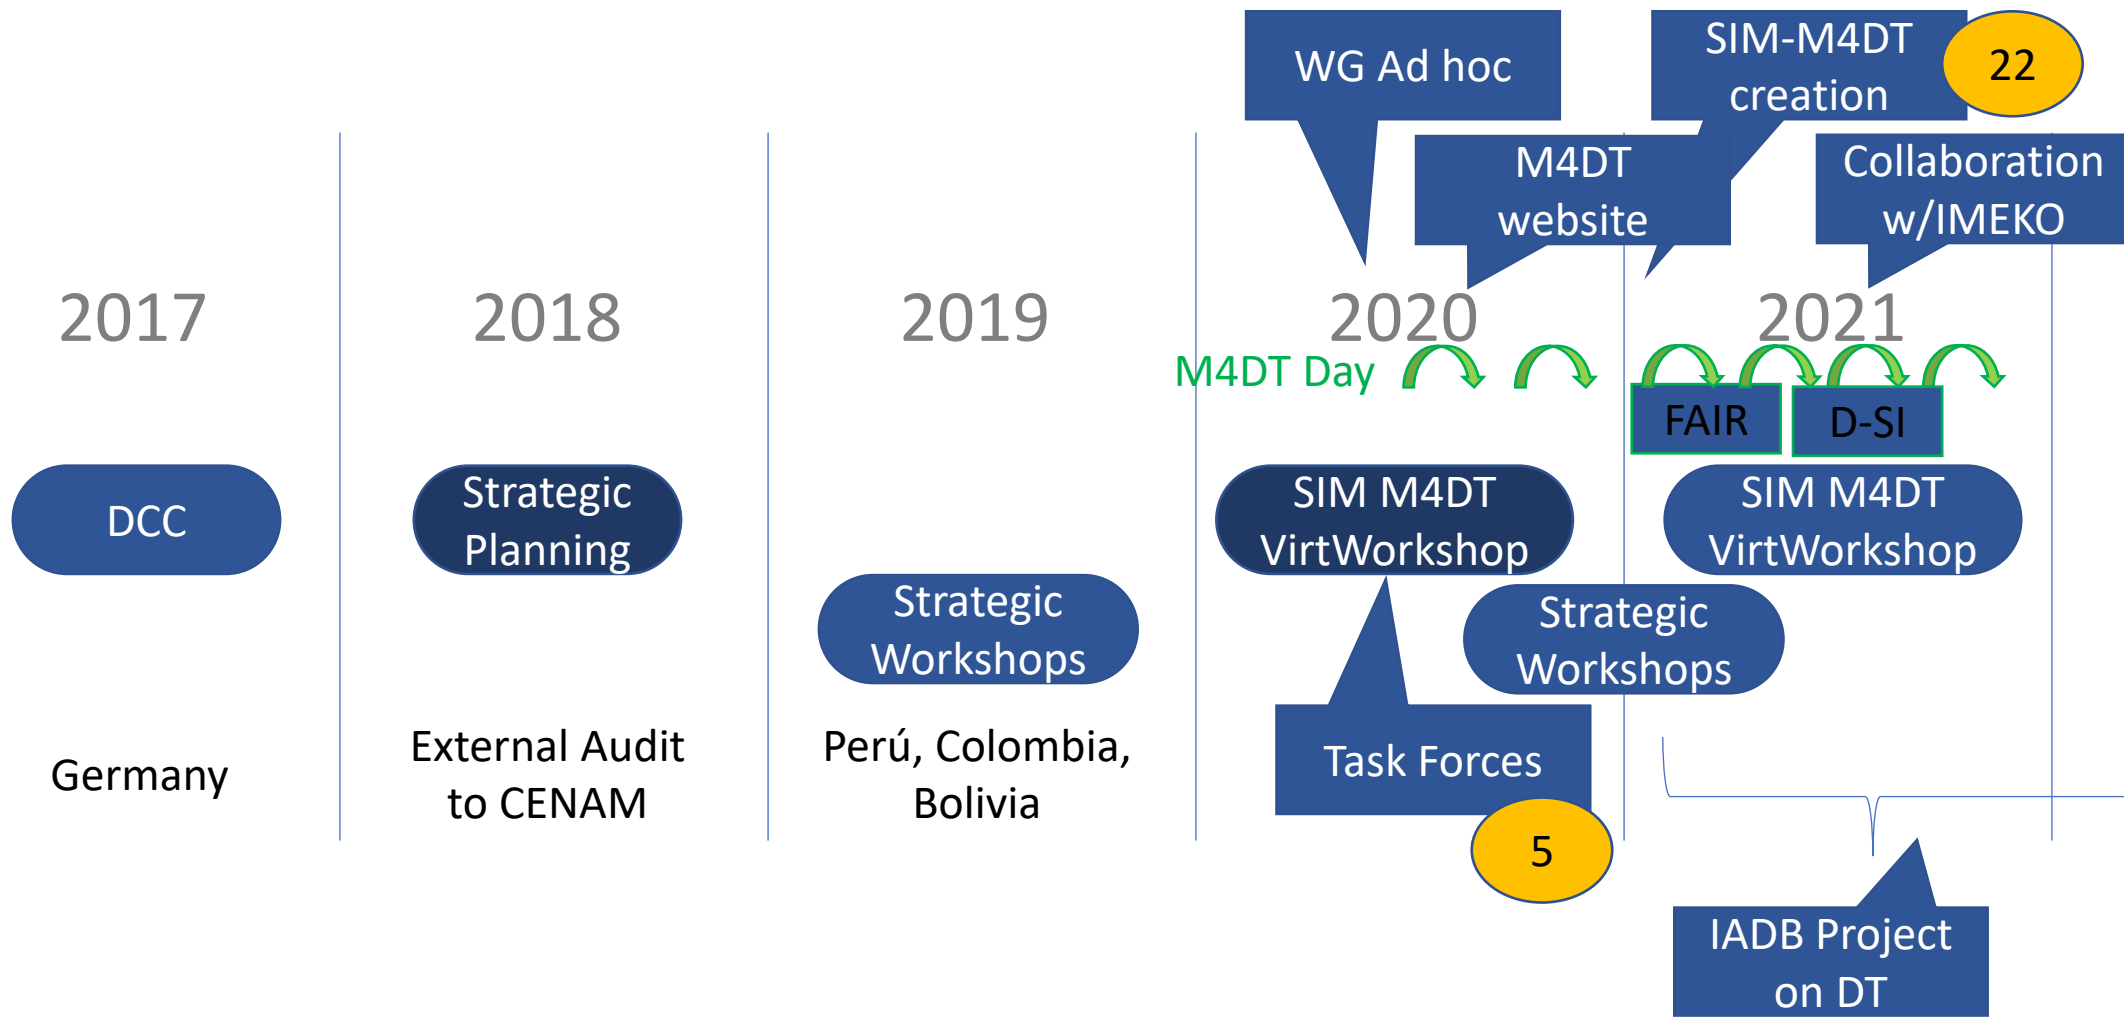 WG Ad hoc
SIM-M4DT
creation
22
M4DT
website
Collaboration
w/IMEKO
2017
2018
2019
2020
2021
M4DT Day
FAIR
D-SI
DCC
Strategic
Planning
SIM M4DT
VirtWorkshop
SIM M4DT
VirtWorkshop
Strategic
Workshops
Strategic
Workshops
Germany
External Audit
to CENAM
Perú, Colombia,
Bolivia
Task Forces
5
IADB Project
on DT